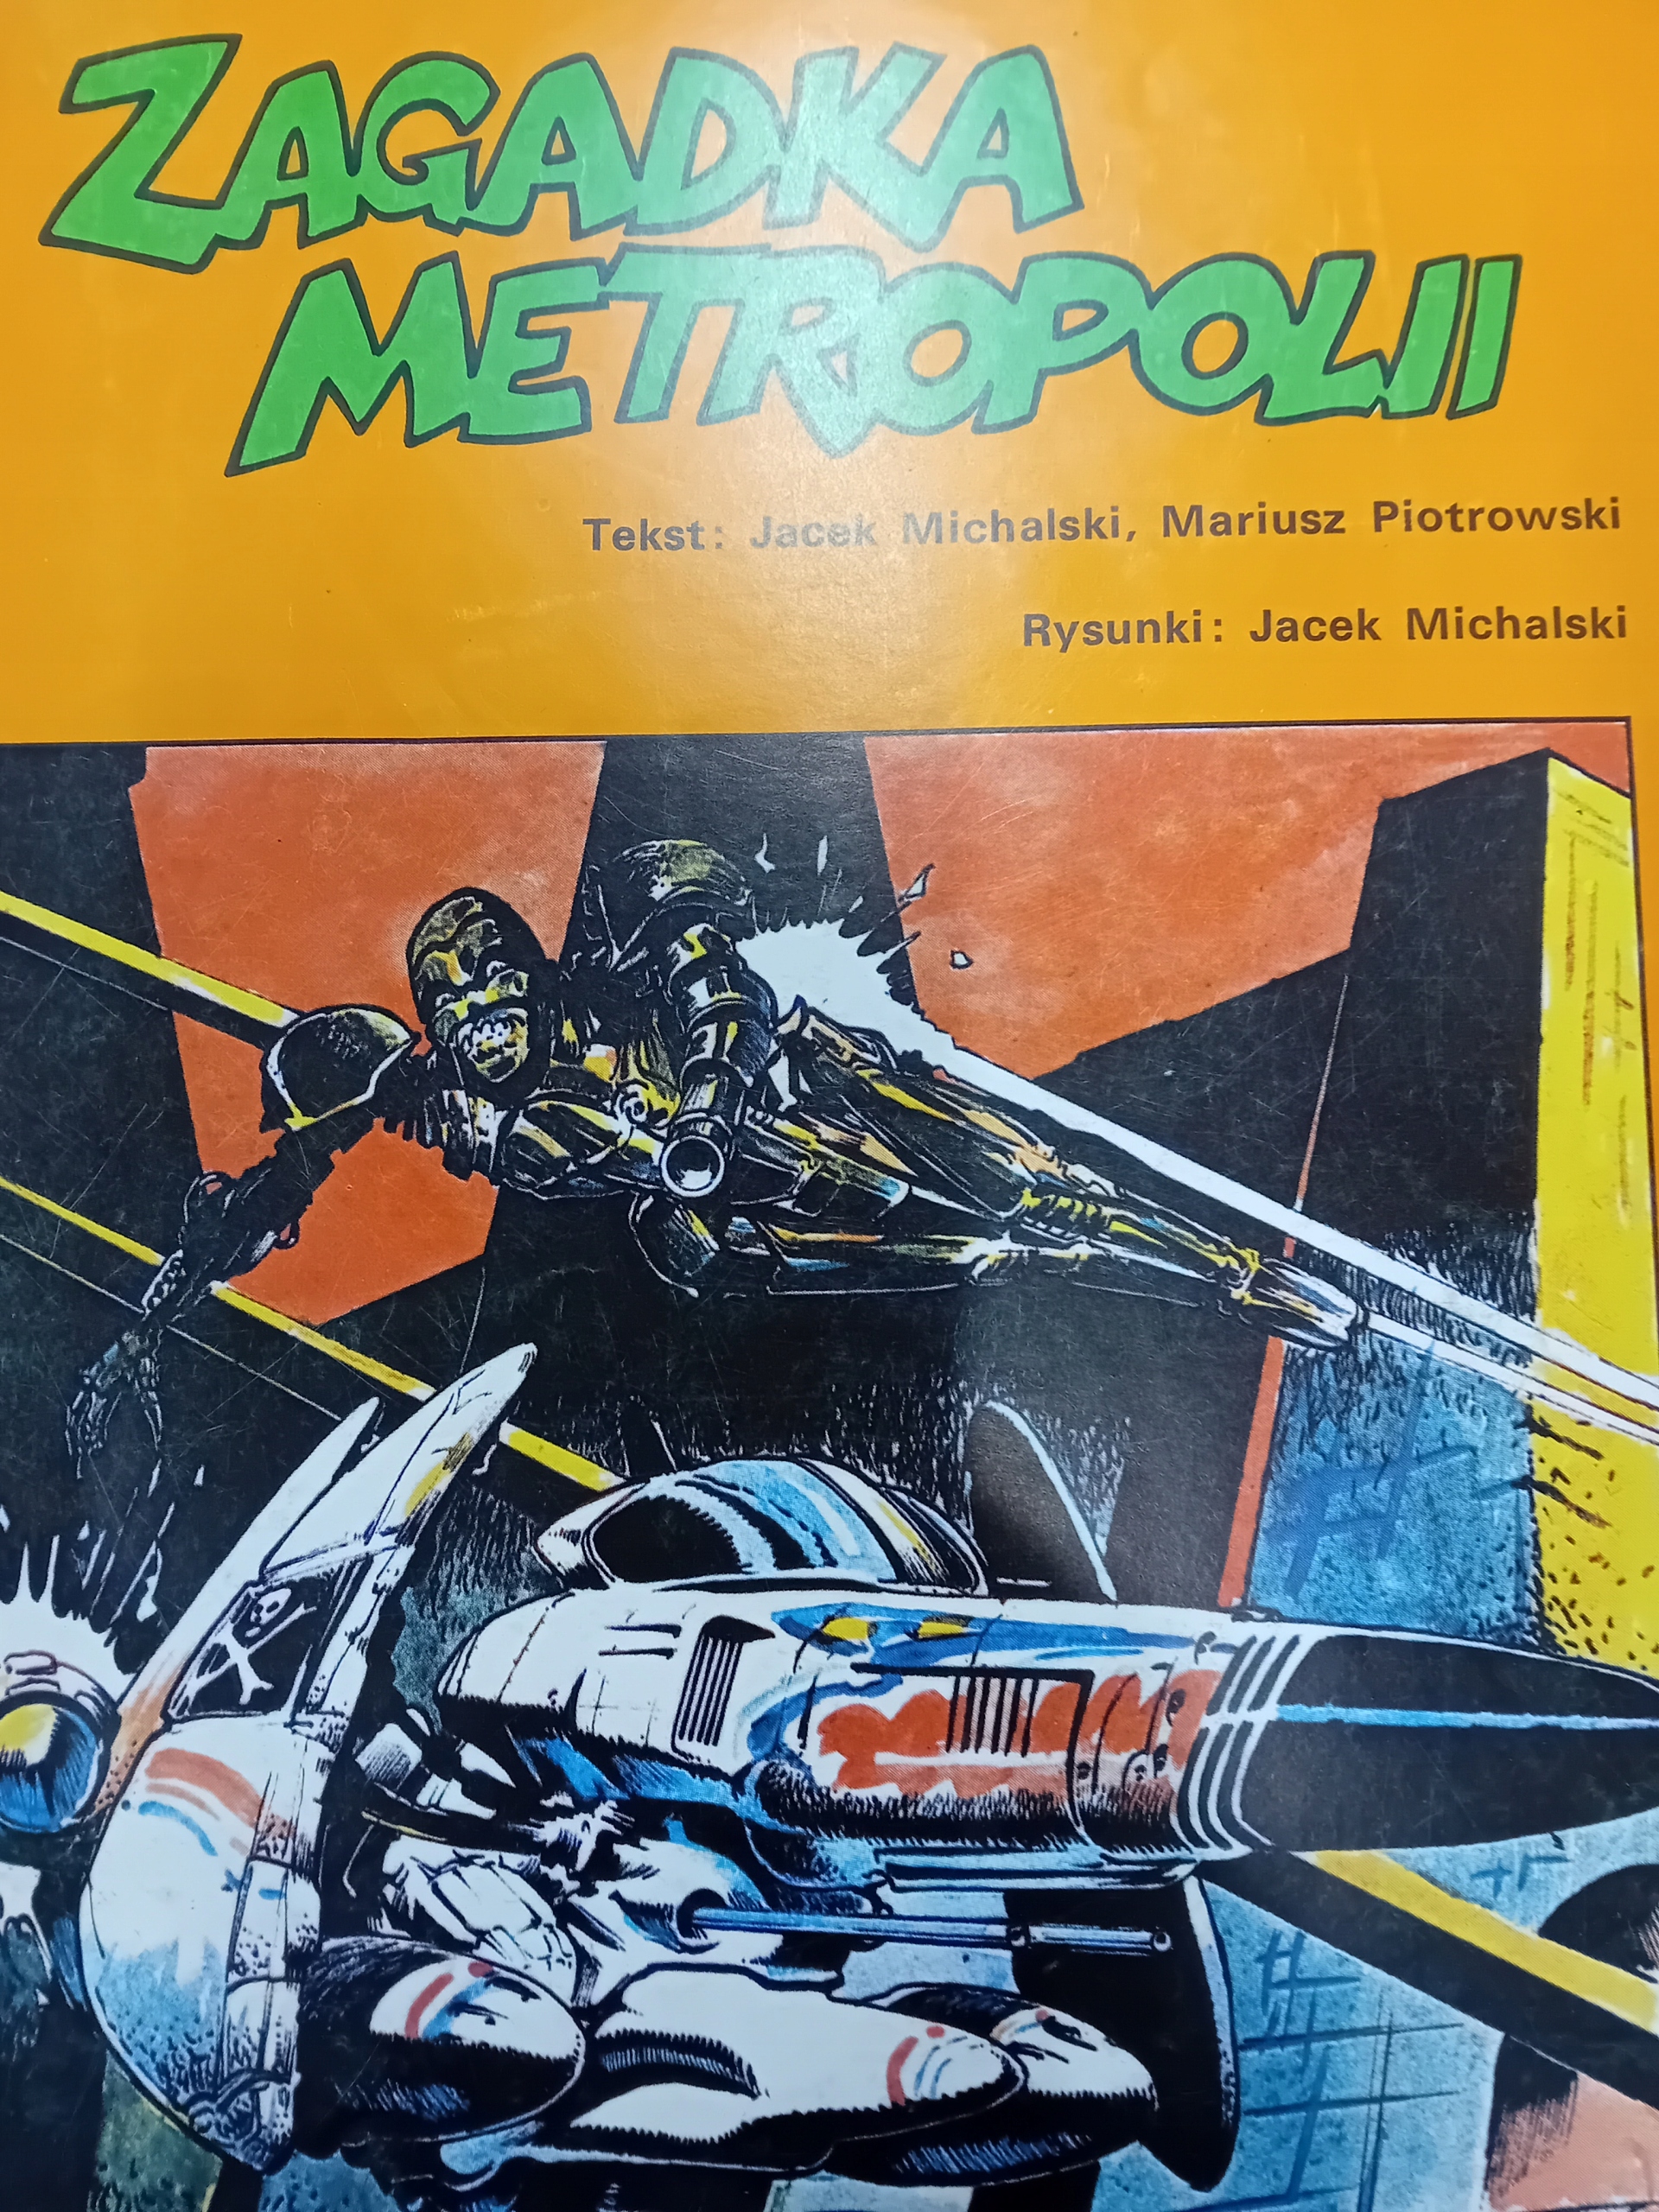 ZAGADKA
METROPOLII
Tekst: Jacek Michalski, Mariusz Piotrowski
Rysunki: Jacek Michalski